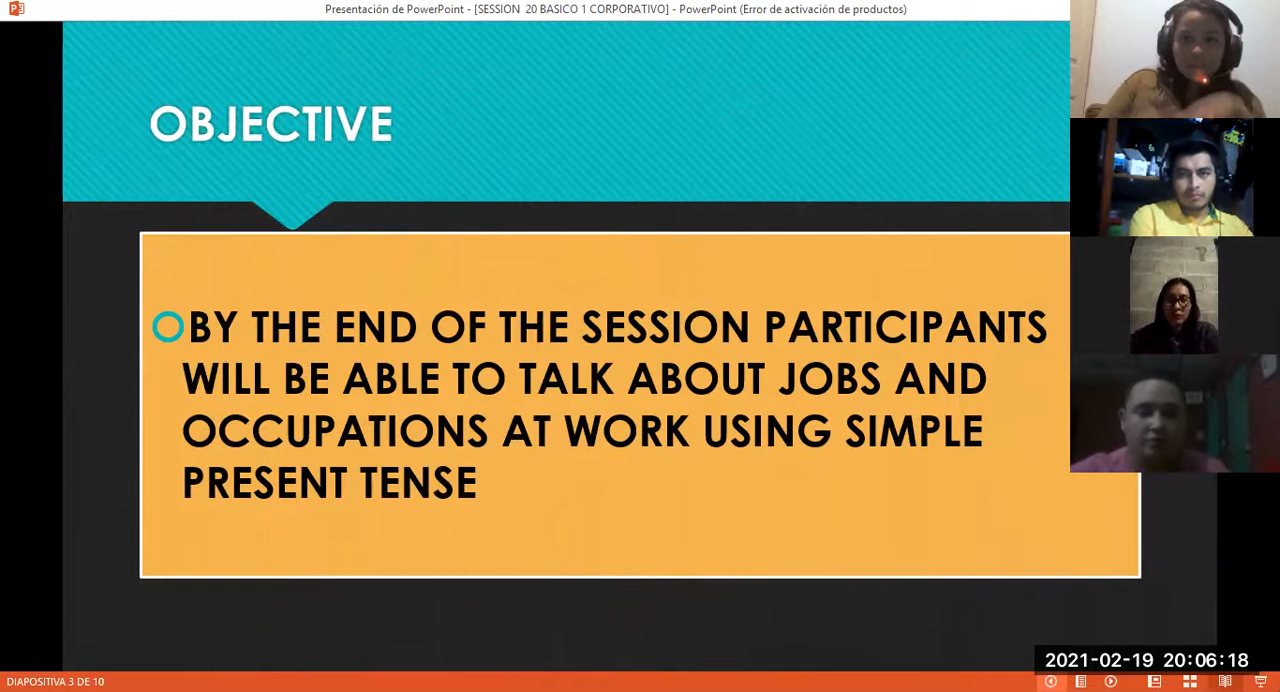 Presentación de PowerPoint - [SESSION 20 BASICO 1 CORPORATIVO] - PowerPoint (Error de activación de productos)
OBJECTIVE
BY THE END OF THE SESSION PARTICIPANTS
WILL BE ABLE TO TALK ABOUT JOBS AND
OCCUPATIONS AT WORK USING SIMPLE
PRESENT TENSE
2021-02-19 20:06:18
DIAPOSITIVA 3 DE 10